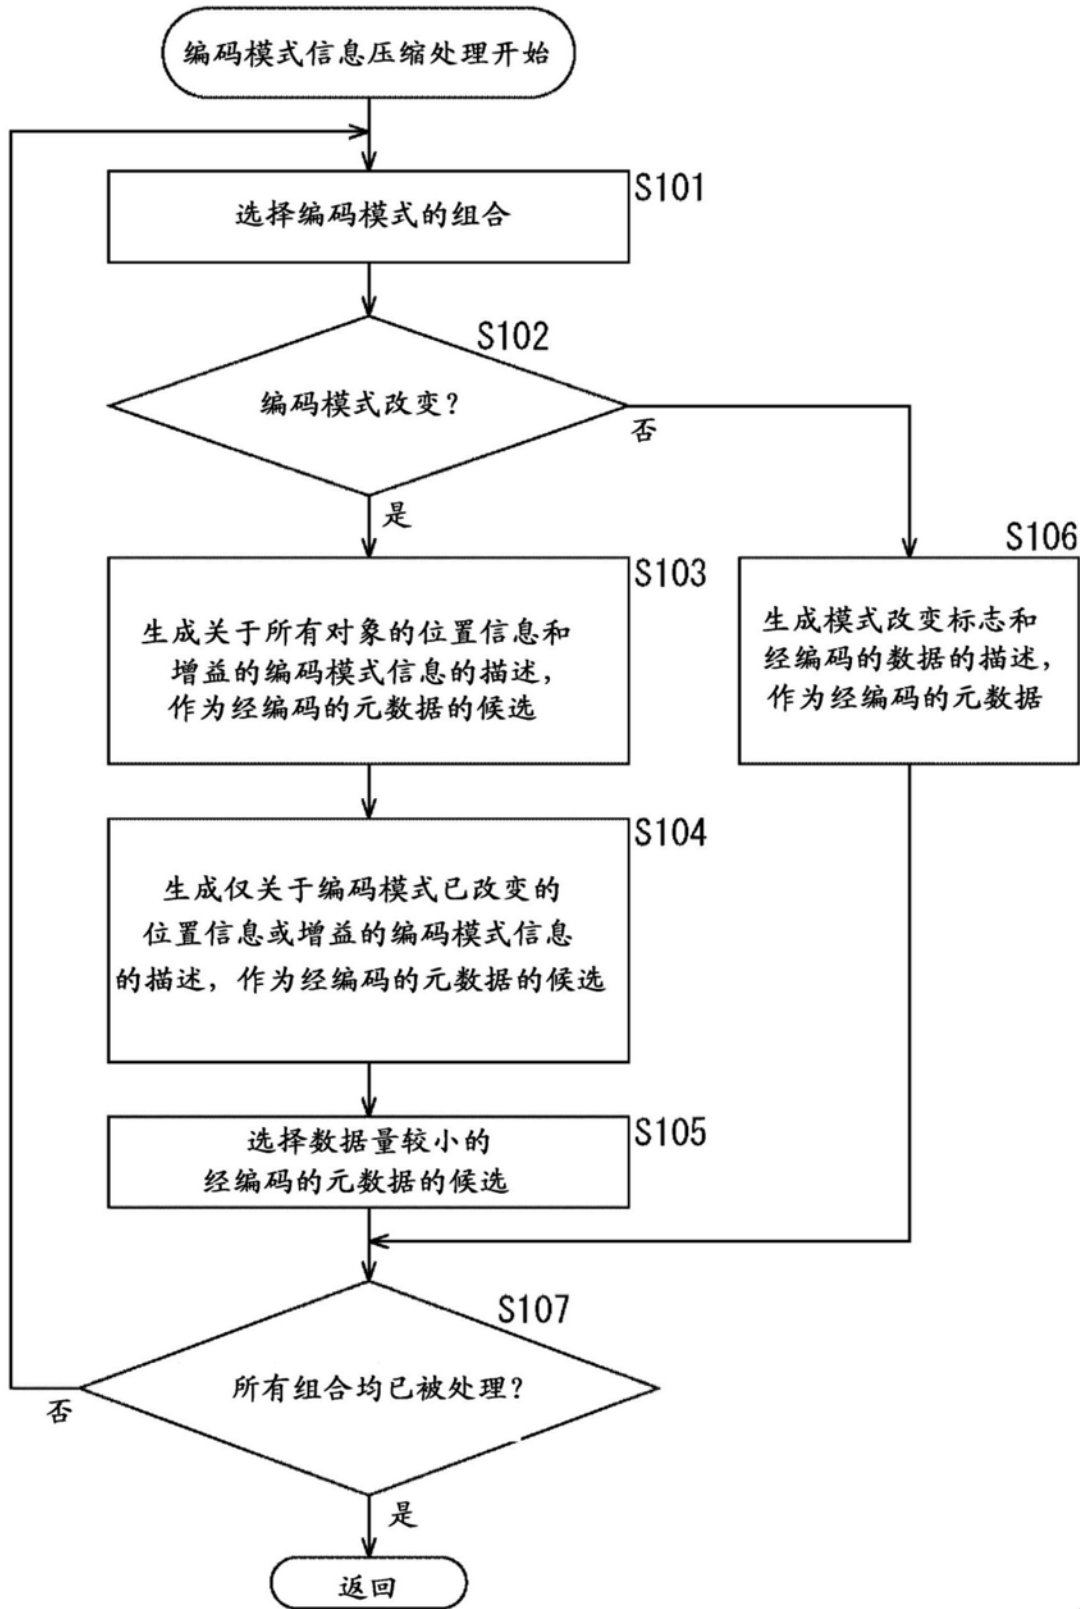 编码模式信息压缩处理开始
S101
选择编码模式的组合
S102
编码模式改变?
否
是
S103
生成关于所有对象的位置信息和
增益的编码模式信息的描述，
作为经编码的元数据的候选
S106
生成模式改变标志和
经编码的数据的描述，
作为经编码的元数据
S104
生成仅关于编码模式已改变的
位置信息或增益的编码模式信息
的描述，作为经编码的元数据的候选
S105
选择数据量较小的
经编码的元数据的候选
S107
所有组合均已被处理?
否
是
返回